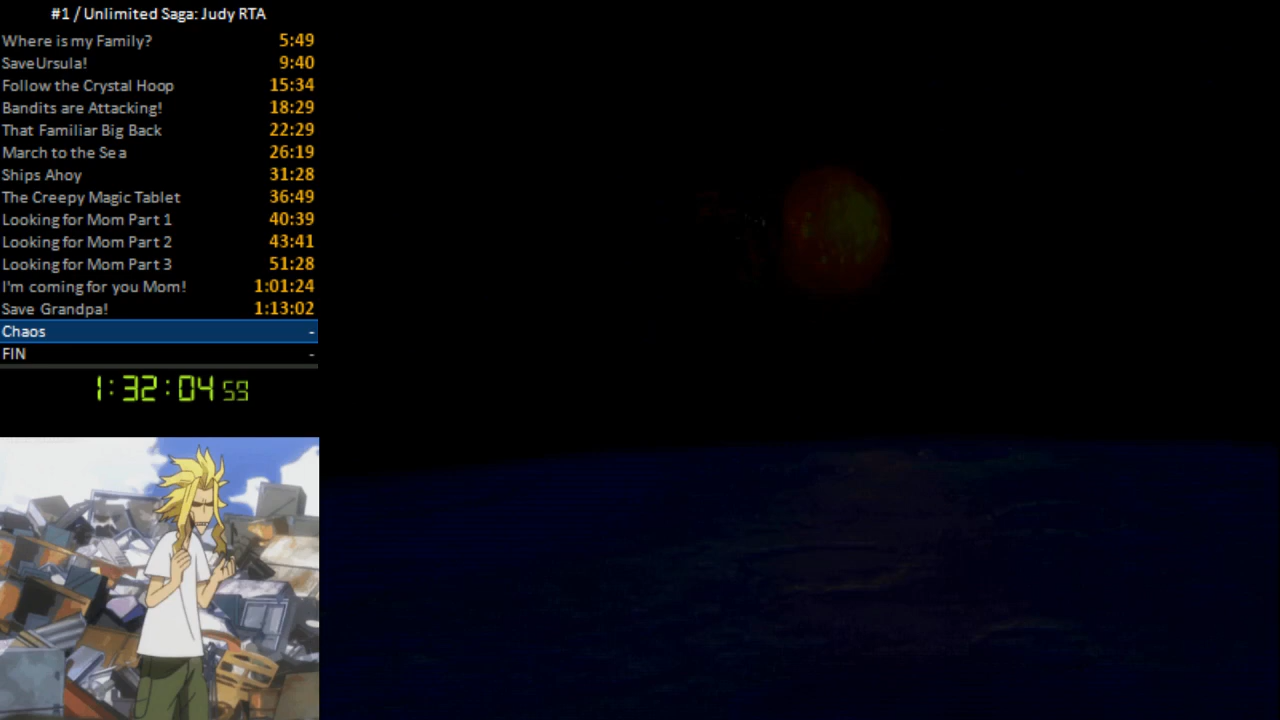 #1 / Unlimited Saga: Judy RTA
Where is my Family? 5:49
Save Ursula! 9:40
Follow the Crystal Hoop 15:34
Bandits are Attacking! 18:29
That Familiar Big Back 22:29
March to the Sea 26:19
Ships Ahoy 31:28
The Creepy Magic Tablet 36:49
Looking for Mom Part 1 40:39
Looking for Mom Part 2 43:41
Looking for Mom Part 3 51:28
I'm coming for you Mom! 1:01:24
Save Grandpa! 1:13:02
Chaos -
FIN -
1:32:04 59